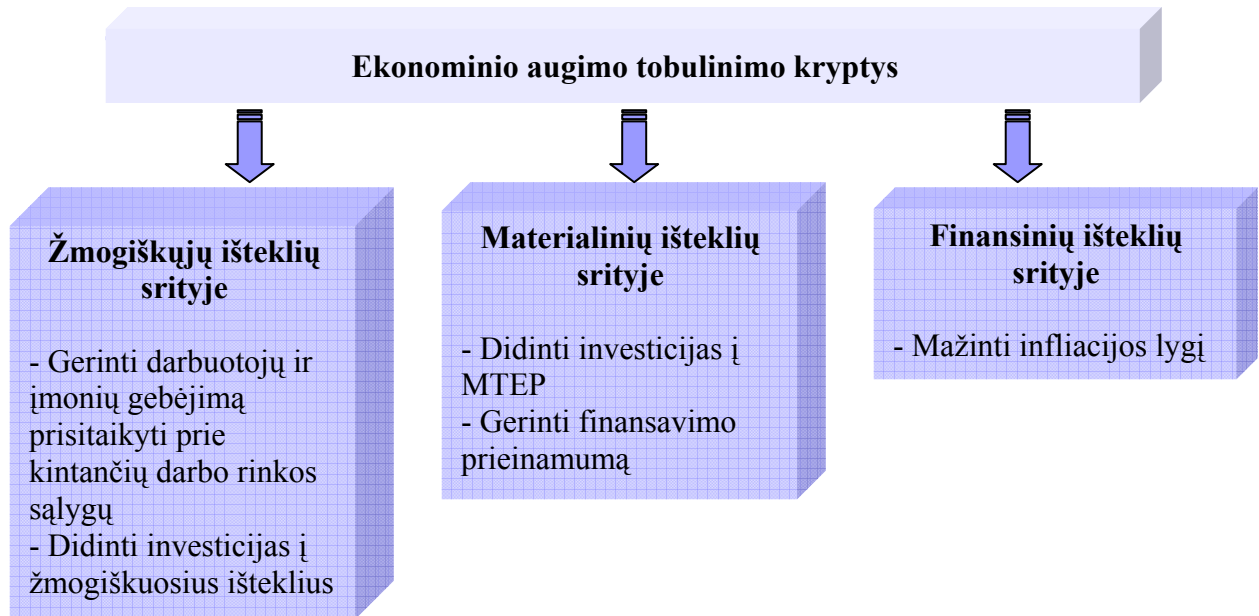 Ekonominio augimo tobulinimo kryptys
Žmogiškųjų išteklių
srityje
- Gerinti darbuotojų ir
įmonių gebėjimą
prisitaikyti prie
kintančių darbo rinkos
sąlygų
- Didinti investicijas į
žmogiškuosius išteklius
Materialinių išteklių
srityje
- Didinti investicijas į
MTEP
- Gerinti finansavimo
prieinamumą
Finansinių išteklių
srityje
- Mažinti infliacijos lygį